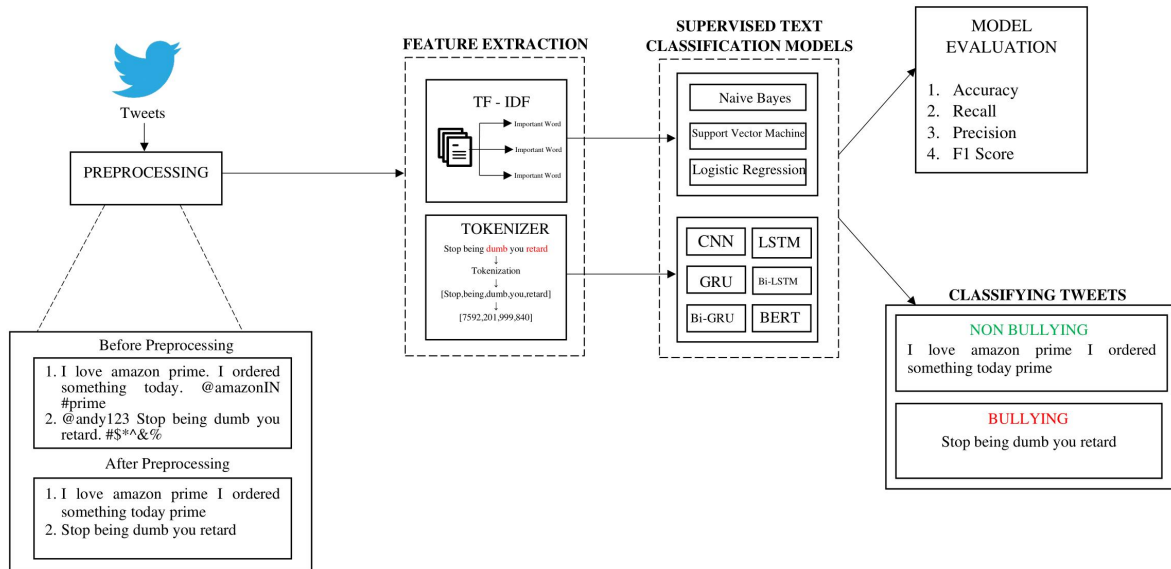 Tweets
PREPROCESSING
Before Preprocessing
1. I love amazon prime. I ordered
something today. @amazonIN
#prime
2. @andy123 Stop being dumb you
retard. #$*^&%
After Preprocessing
1. I love amazon prime I ordered
something today prime
2. Stop being dumb you retard
FEATURE EXTRACTION
TF - IDF
Important Word
Important Word
Important Word
TOKENIZER
Stop being dumb you retard
↓
Tokenization
↓
[Stop,being,dumb,you,retard]
↓
[7592,201,999,840]
SUPERVISED TEXT
CLASSIFICATION MODELS
Naive Bayes
Support Vector Machine
Logistic Regression
CNN LSTM
GRU Bi-LSTM
Bi-GRU BERT
MODEL
EVALUATION
1. Accuracy
2. Recall
3. Precision
4. F1 Score
CLASSIFYING TWEETS
NON BULLYING
I love amazon prime I ordered
something today prime
BULLYING
Stop being dumb you retard